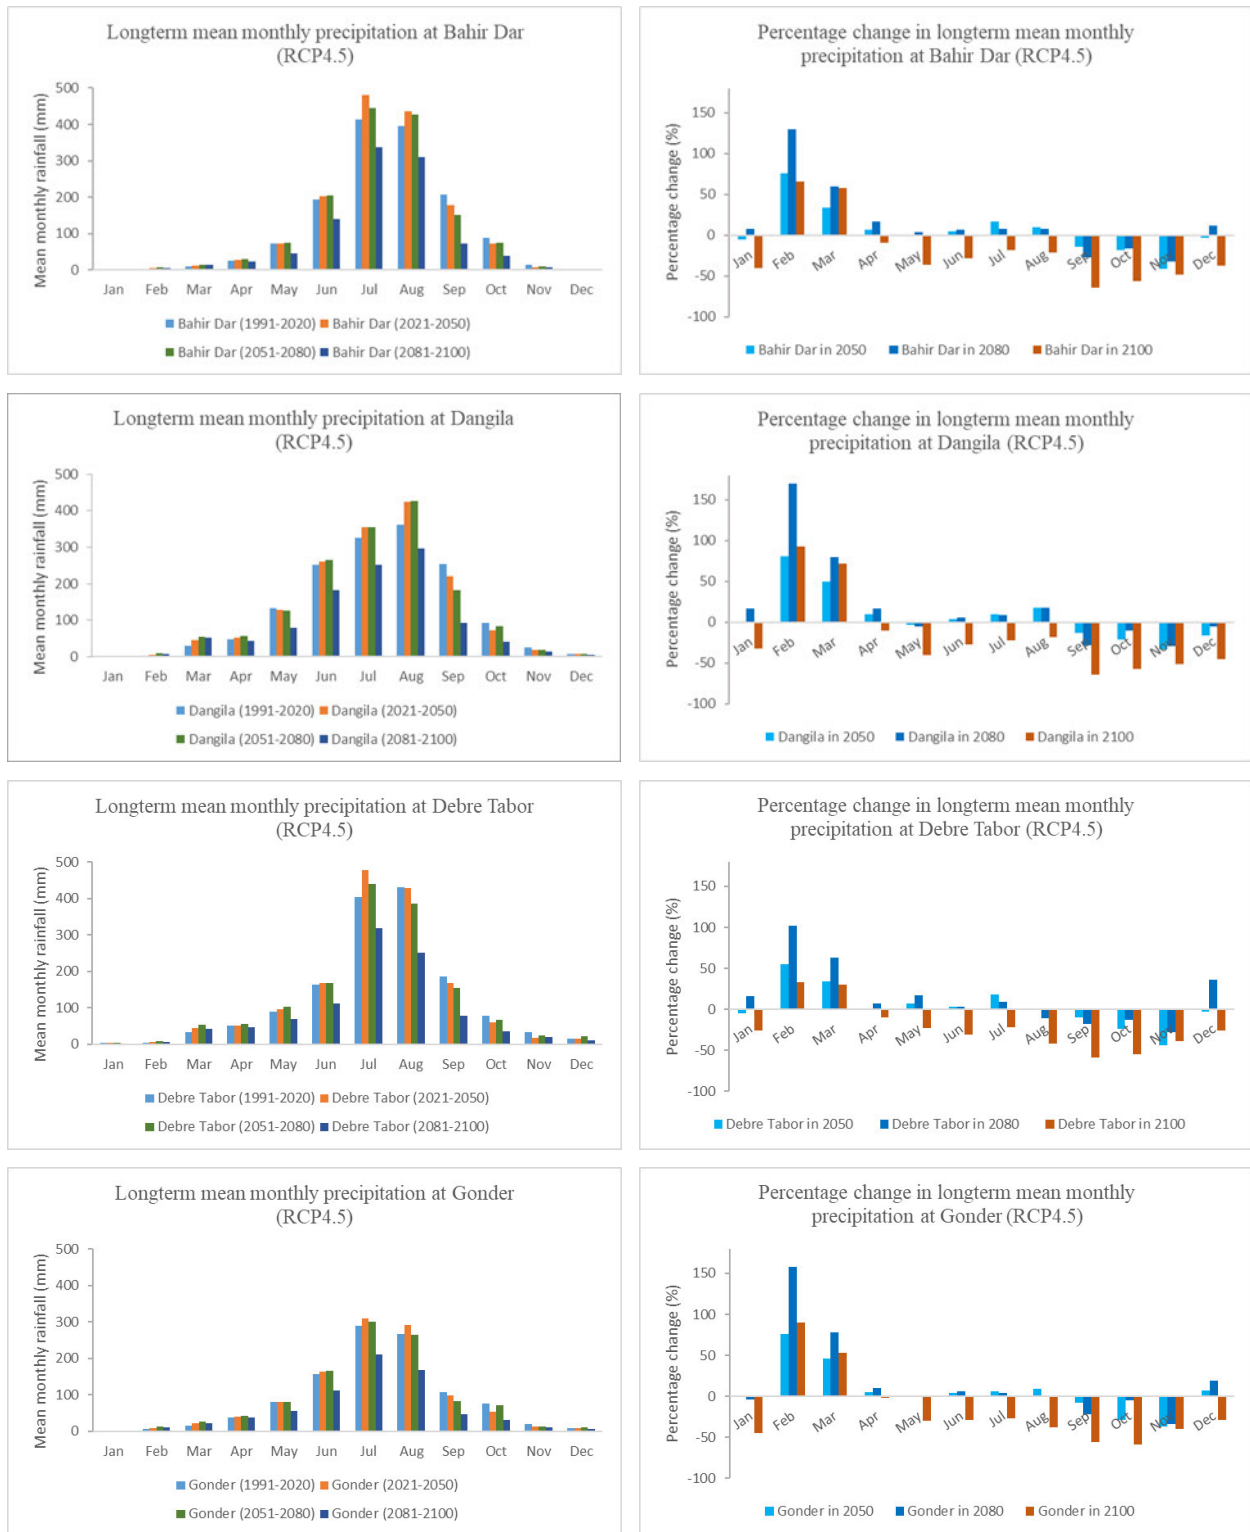 Longterm mean monthly precipitation at Bahir Dar
(RCP4.5)
Mean monthly rainfall (mm)
500
400
300
200
100
0
Jan Feb Mar Apr May Jun Jul Aug Sep Oct Nov Dec
Bahir Dar (1991-2020) Bahir Dar (2021-2050)
Bahir Dar (2051-2080) Bahir Dar (2081-2100)
Percentage change in longterm mean monthly
precipitation at Bahir Dar (RCP4.5)
Percentage change (%)
150
100
50
0
-50
-100
Jan Feb Mar Apr May Jun Jul Aug Sep Oct Nov Dec
Bahir Dar in 2050 Bahir Dar in 2080 Bahir Dar in 2100
Longterm mean monthly precipitation at Dangila
(RCP4.5)
Mean monthly rainfall (mm)
500
400
300
200
100
0
Jan Feb Mar Apr May Jun Jul Aug Sep Oct Nov Dec
Dangila (1991-2020) Dangila (2021-2050)
Dangila (2051-2080) Dangila (2081-2100)
Percentage change in longterm mean monthly
precipitation at Dangila (RCP4.5)
Percentage change (%)
150
100
50
0
-50
-100
Jan Feb Mar Apr May Jun Jul Aug Sep Oct Nov Dec
Dangila in 2050 Dangila in 2080 Dangila in 2100
Longterm mean monthly precipitation at Debre Tabor
(RCP4.5)
Mean monthly rainfall (mm)
500
400
300
200
100
0
Jan Feb Mar Apr May Jun Jul Aug Sep Oct Nov Dec
Debre Tabor (1991-2020) Debre Tabor (2021-2050)
Debre Tabor (2051-2080) Debre Tabor (2081-2100)
Percentage change in longterm mean monthly
precipitation at Debre Tabor (RCP4.5)
Percentage change (%)
150
100
50
0
-50
-100
Jan Feb Mar Apr May Jun Jul Aug Sep Oct Nov Dec
Debre Tabor in 2050 Debre Tabor in 2080 Debre Tabor in 2100
Longterm mean monthly precipitation at Gonder
(RCP4.5)
Mean monthly rainfall (mm)
500
400
300
200
100
0
Jan Feb Mar Apr May Jun Jul Aug Sep Oct Nov Dec
Gonder (1991-2020) Gonder (2021-2050)
Gonder (2051-2080) Gonder (2081-2100)
Percentage change in longterm mean monthly
precipitation at Gonder (RCP4.5)
Percentage change (%)
150
100
50
0
-50
-100
Jan Feb Mar Apr May Jun Jul Aug Sep Oct Nov Dec
Gonder in 2050 Gonder in 2080 Gonder in 2100